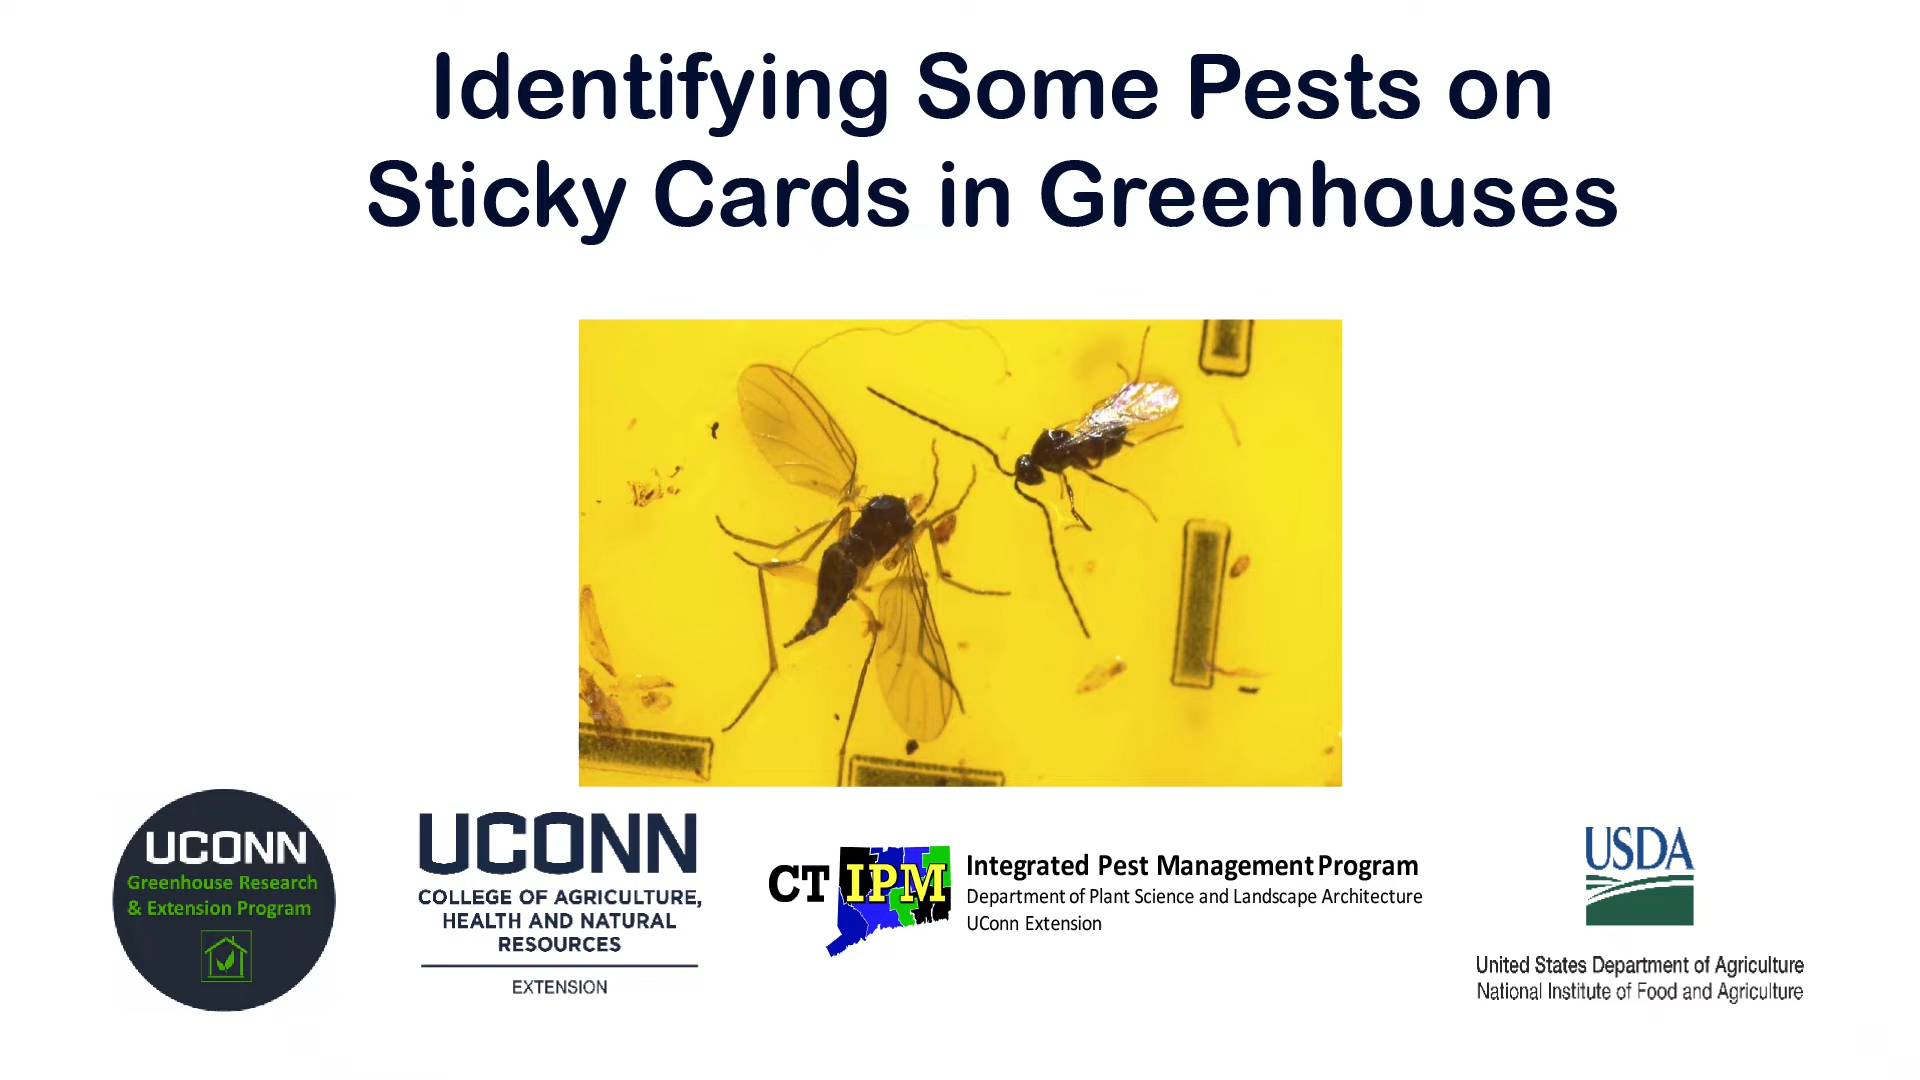 Identifying Some Pests on
Sticky Cards in Greenhouses
UCONN
Greenhouse Research
& Extension Program
UCONN
COLLEGE OF AGRICULTURE,
HEALTH AND NATURAL
RESOURCES
EXTENSION
CT IPM
Integrated Pest Management Program
Department of Plant Science and Landscape Architecture
UConn Extension
USDA
United States Department of Agriculture
National Institute of Food and Agriculture